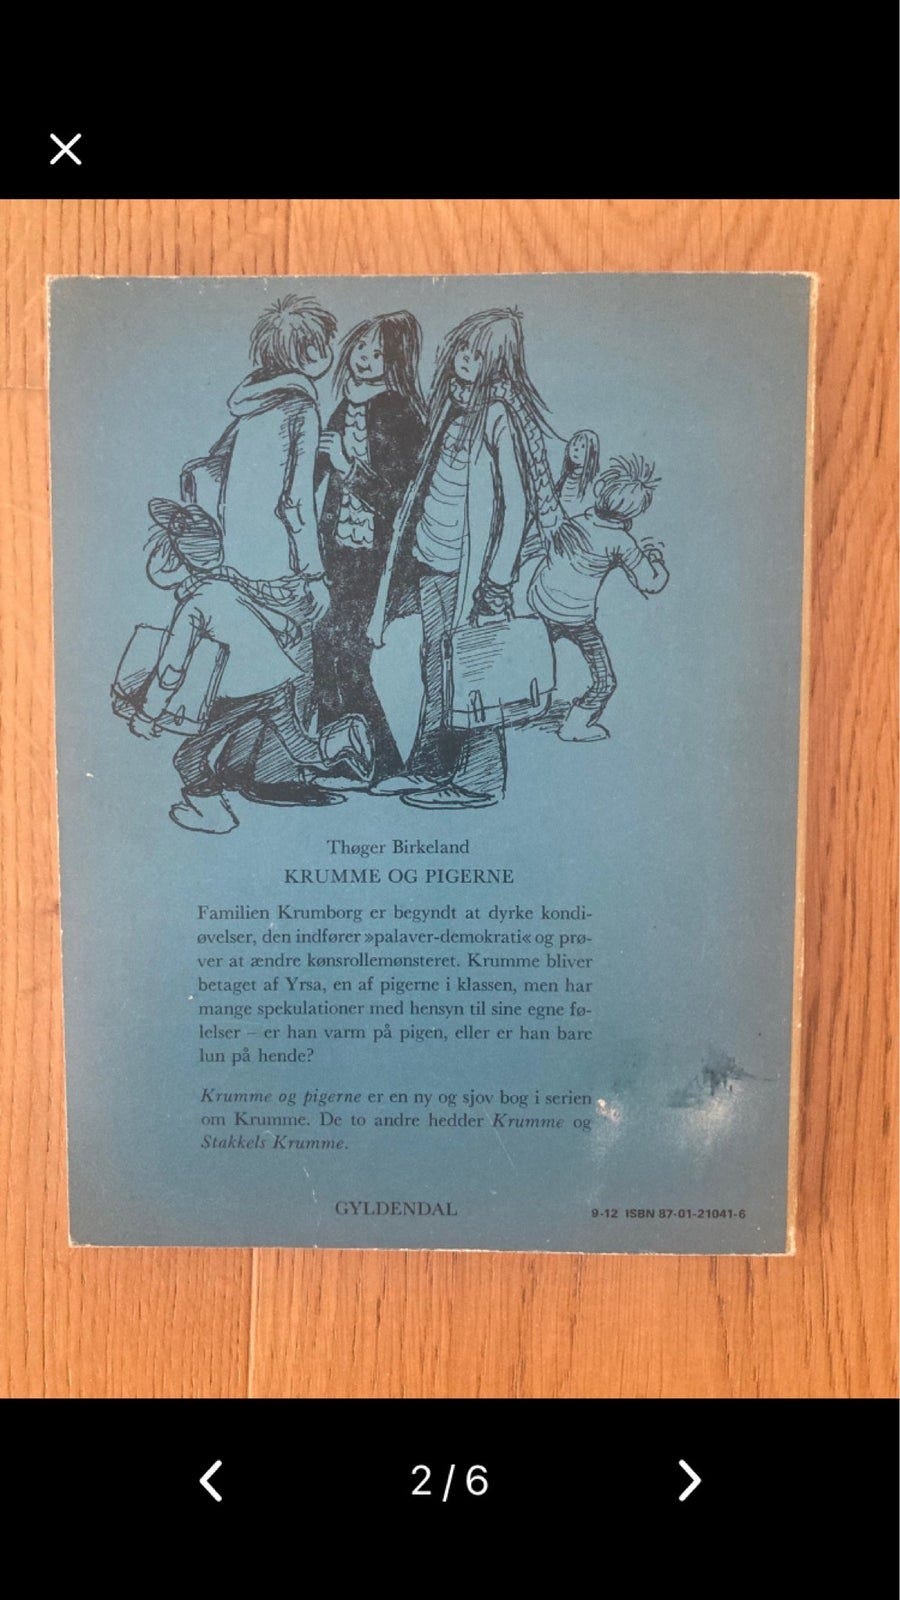 Thøger Birkeland
KRUMME OG PIGERNE
Familien Krumborg er begyndt at dyrke kondi-
øvelser, den indfører »palaver-demokrati« og prø-
ver at ændre kønsrollemønsteret. Krumme bliver
betaget af Yrsa, en af pigerne i klassen, men har
mange spekulationer med hensyn til sine egne fø-
lelser – er han varm på pigen, eller er han bare
lun på hende?
Krumme og pigerne er en ny og sjov bog i serien
om Krumme. De to andre hedder Krumme og
Stakkels Krumme.
GYLDENDAL
9-12 ISBN 87-01-21041-6
2/6